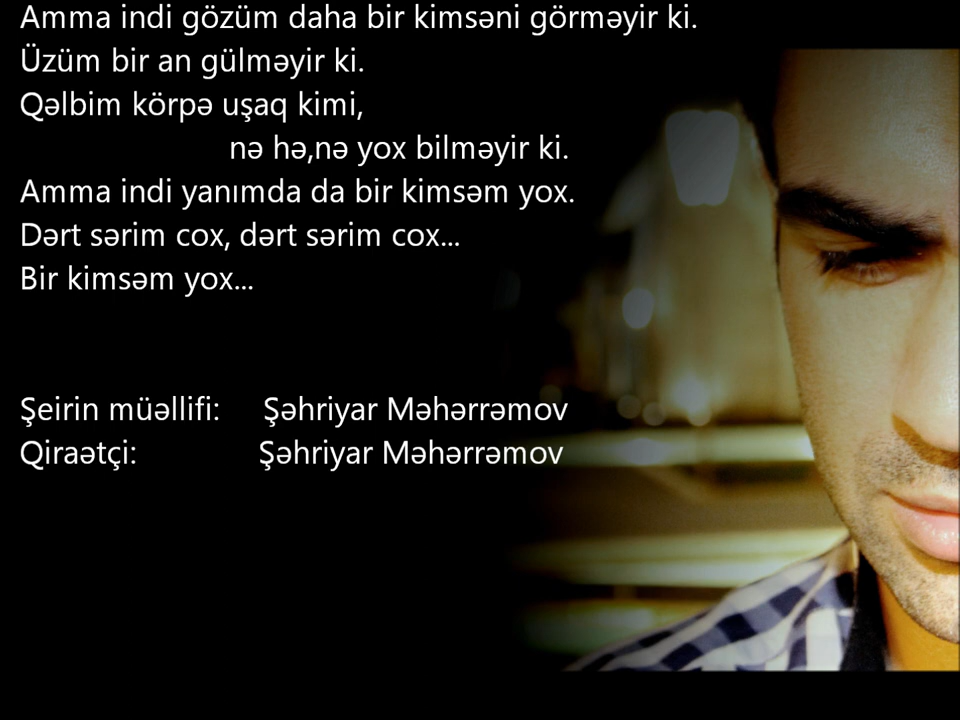 Amma indi gözüm daha bir kimsəni görməyir ki.
Üzüm bir an gülməyir ki.
Qəlbim körpə uşaq kimi,
nə hə,nə yox bilməyir ki.
Amma indi yanımda da bir kimsəm yox.
Dərt sərim cox, dərt sərim cox...
Bir kimsəm yox...
Şeirin müəllifi: Şəhriyar Məhərrəmov
Qiraətçi: Şəhriyar Məhərrəmov